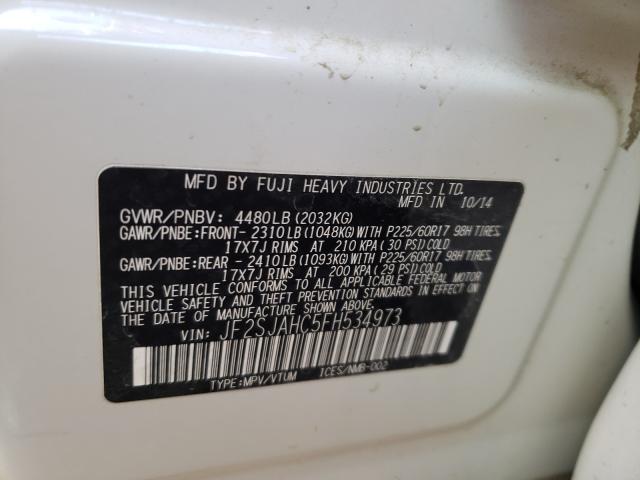 MFD BY FUJI HEAVY INDUSTRIES LTD.
MFD IN 10/14
GVWR/PNBV: 4480LB(2032KG)
GAWR/PNBE:FRONT- 2310LB(1048KG)WITH P225/60R17 98H TIRES,
17X7J RIMS AT 210 KPA( 30 PSI)COLD
GAWR/PNBE:REAR - 2410LB(1093KG)WITH P225/60R17 98H TIRES,
17X7J RIMS AT 200 KPA( 29 PSI)COLD
THIS VEHICLE CONFORMS TO ALL APPLICABLE FEDERAL MOTOR
VEHICLE SAFETY AND THEFT PREVENTION STANDARDS IN EFFECT
ON THE DATE OF MANUFACTURE SHOWN ABOVE.
VIN: JF2SJAHC5FH534973
TYPE:MPV/VTUM ICES/NMB-002